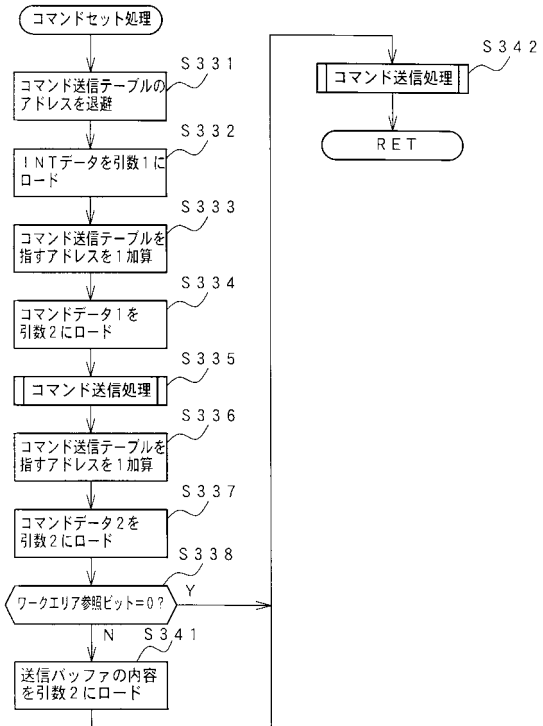 コマンドセット処理
S331
コマンド送信テーブルの
アドレスを退避
S332
INTデータを引数1に
ロード
S333
コマンド送信テーブルを
指すアドレスを1加算
S334
コマンドデータ1を
引数2にロード
S335
コマンド送信処理
S336
コマンド送信テーブルを
指すアドレスを1加算
S337
コマンドデータ2を
引数2にロード
S338
ワークエリア参照ビット=0?
Y
N
S341
送信バッファの内容
を引数2にロード
S342
コマンド送信処理
RET